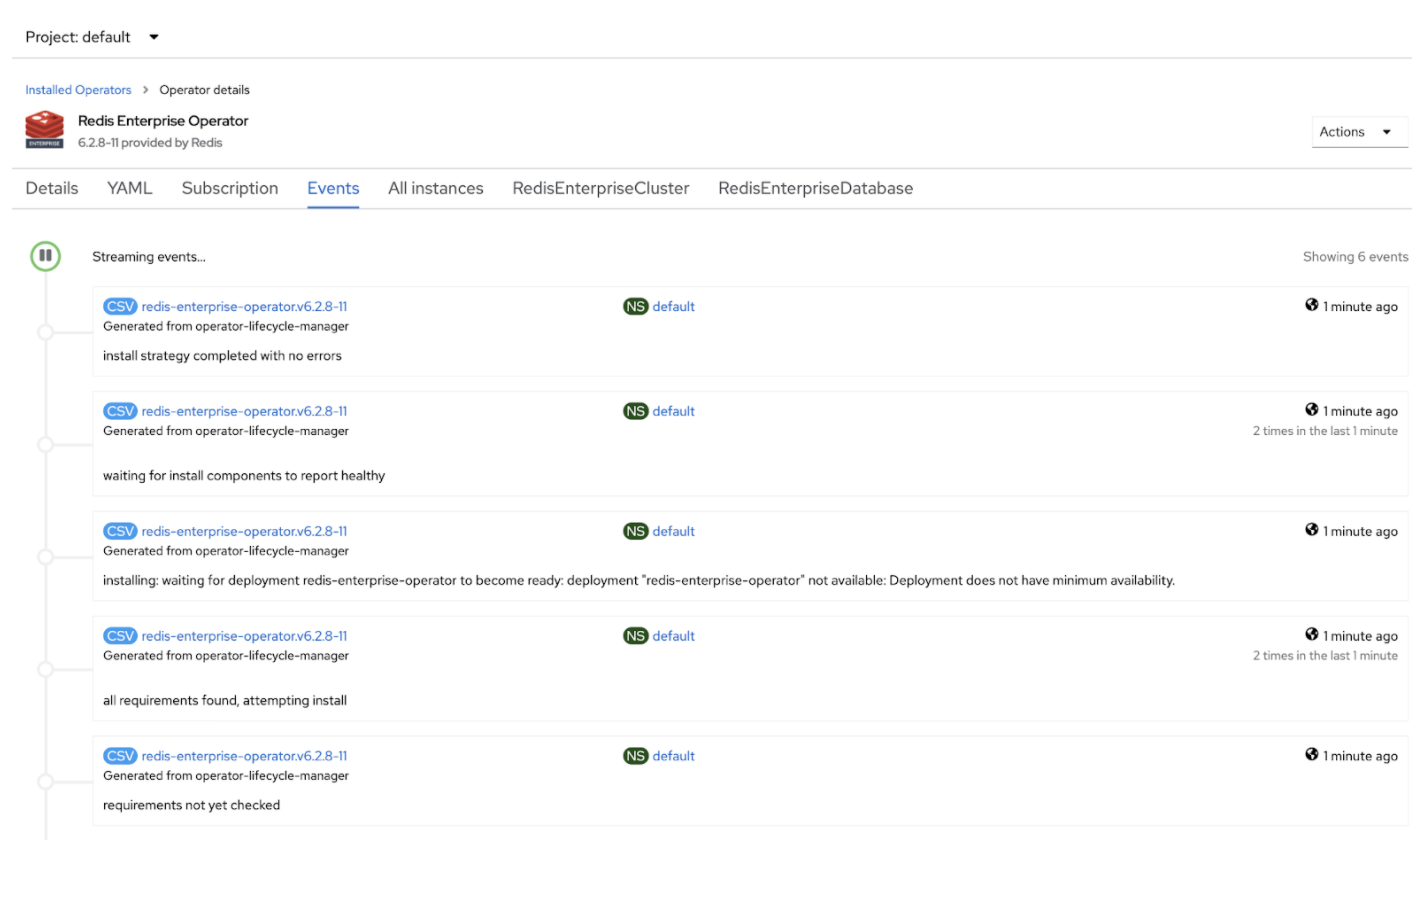 Project: default
Installed Operators > Operator details
Redis Enterprise Operator
ENTERPRISE
6.2.8-11 provided by Redis
Actions
Details YAML Subscription Events All instances RedisEnterpriseCluster RedisEnterpriseDatabase
Streaming events...
Showing 6 events
CSV redis-enterprise-operator.v6.2.8-11 NS default 1 minute ago
Generated from operator-lifecycle-manager
install strategy completed with no errors
CSV redis-enterprise-operator.v6.2.8-11 NS default 1 minute ago
Generated from operator-lifecycle-manager 2 times in the last 1 minute
waiting for install components to report healthy
CSV redis-enterprise-operator.v6.2.8-11 NS default 1 minute ago
Generated from operator-lifecycle-manager
installing: waiting for deployment redis-enterprise-operator to become ready: deployment "redis-enterprise-operator" not available: Deployment does not have minimum availability.
CSV redis-enterprise-operator.v6.2.8-11 NS default 1 minute ago
Generated from operator-lifecycle-manager 2 times in the last 1 minute
all requirements found, attempting install
CSV redis-enterprise-operator.v6.2.8-11 NS default 1 minute ago
Generated from operator-lifecycle-manager
requirements not yet checked